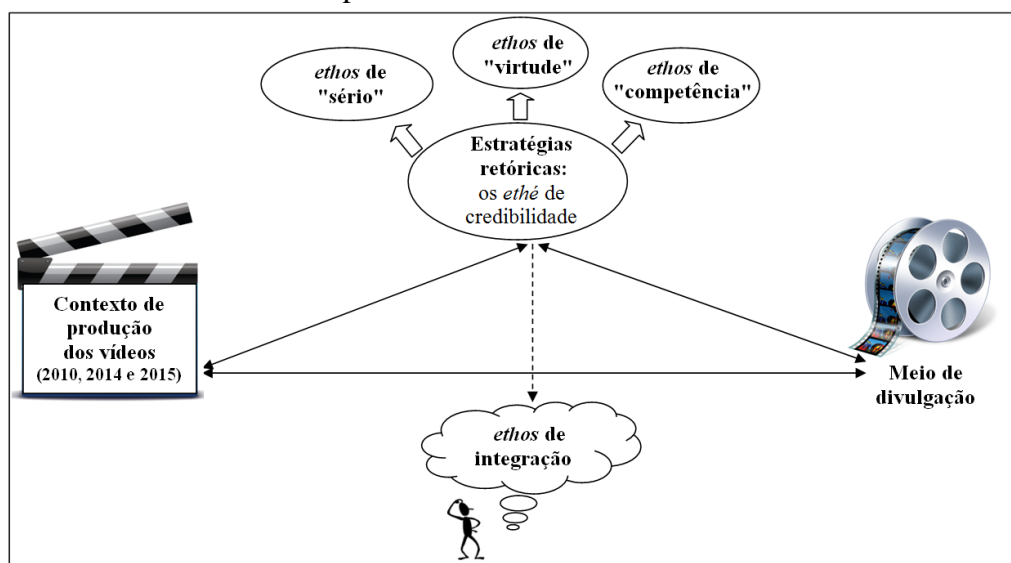 ethos de
"sério"
ethos de
"virtude"
ethos de
"competência"
Estratégias
retóricas:
os ethé de
credibilidade
Contexto de
produção
dos vídeos
(2010, 2014 e 2015)
Meio de
divulgação
ethos de
integração